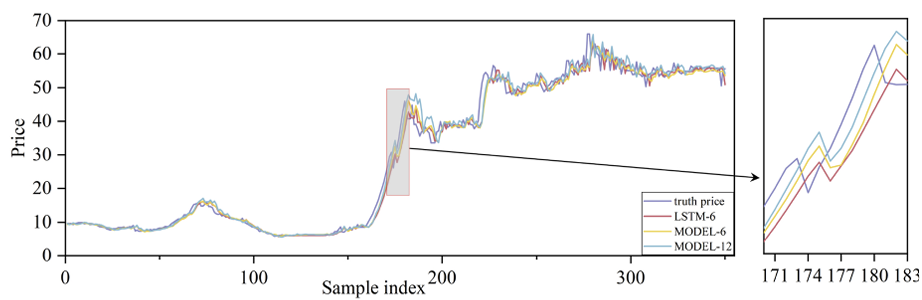 70
60
50
40
30
20
10
0
Price
0 100 200 300
Sample index
truth price
LSTM-6
MODEL-6
MODEL-12
171 174 177 180 183